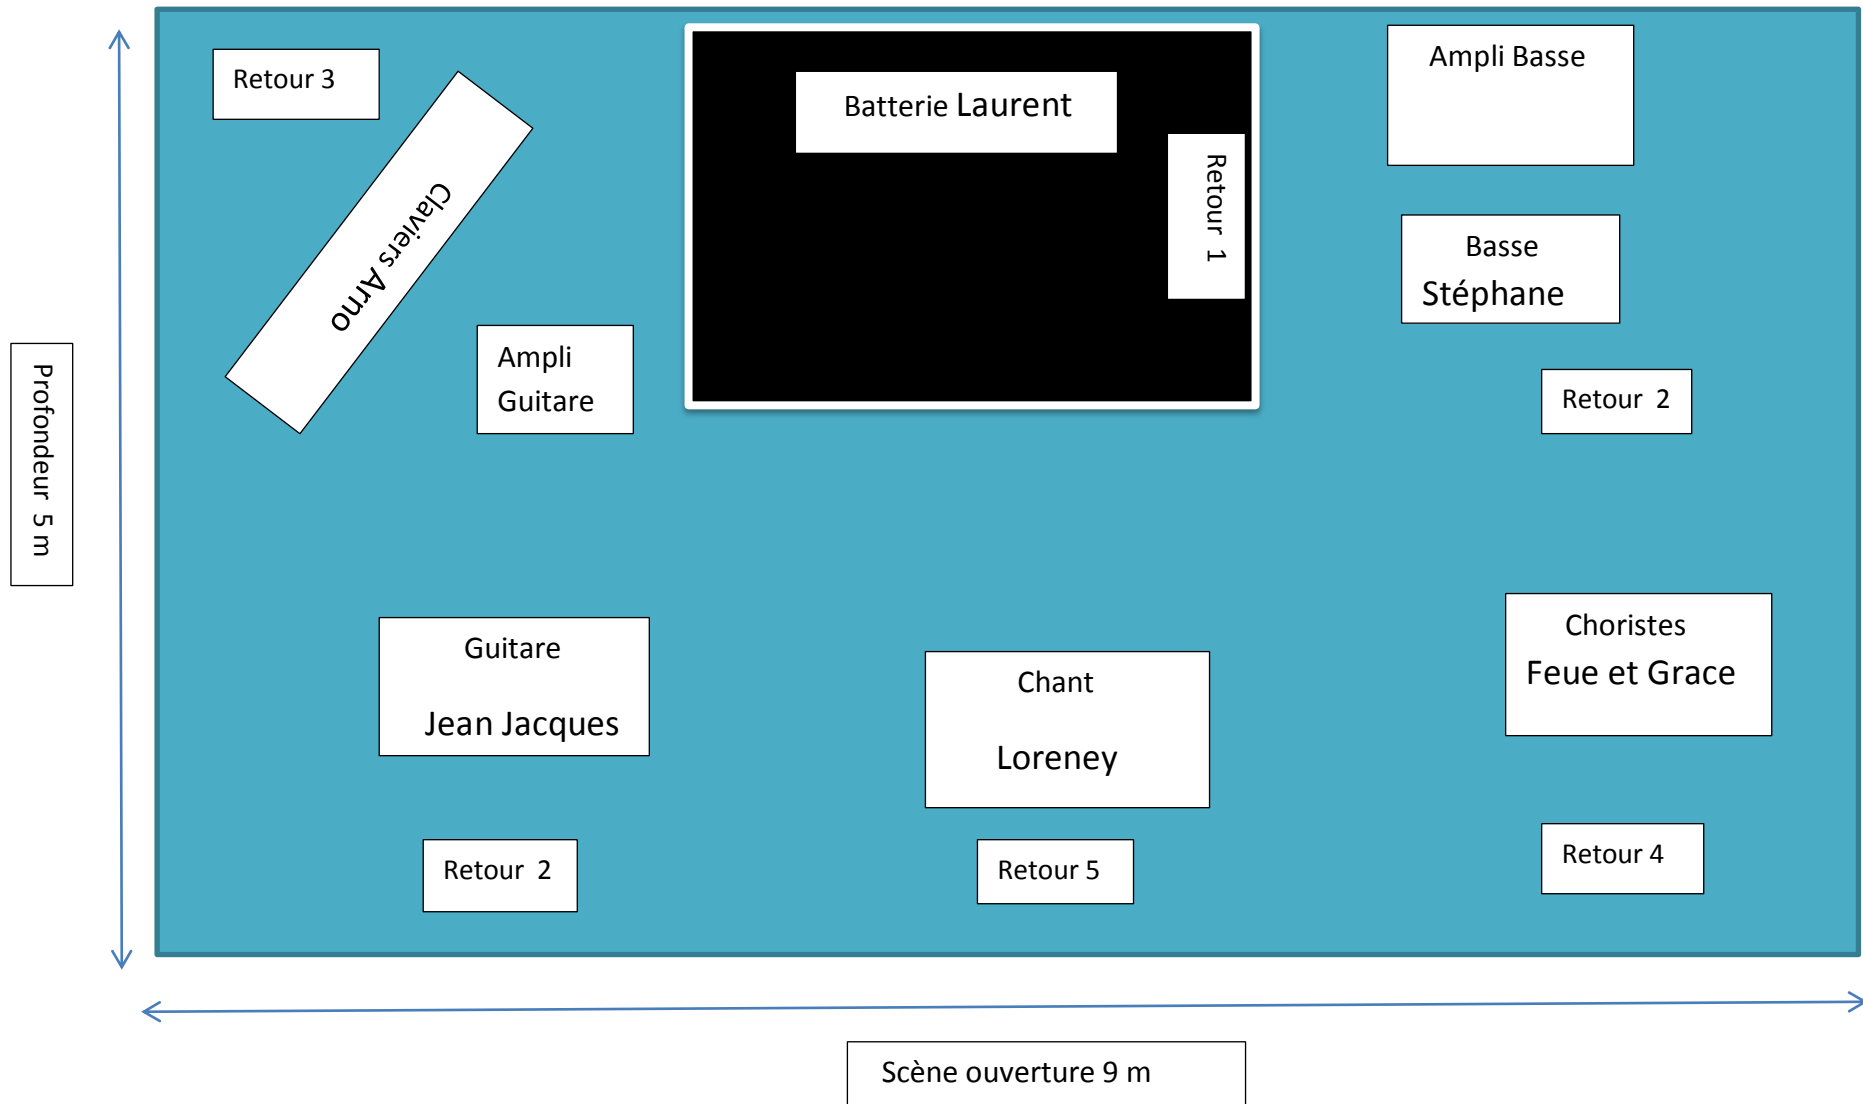 Retour 3
Batterie Laurent
Ampli Basse
Retour 1
Claviers Arno
Basse
Stéphane
Ampli
Guitare
Retour 2
Profondeur 5 m
Guitare
Jean Jacques
Chant
Loreney
Choristes
Feue et Grace
Retour 2
Retour 5
Retour 4
Scène ouverture 9 m